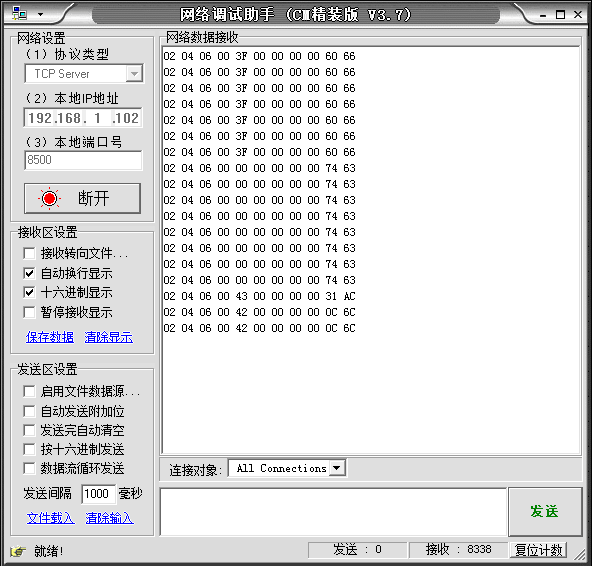 网络调试助手 (CⅢ精装版 V3.7)
网络设置
(1) 协议类型
TCP Server
(2) 本地IP地址
192.168. 1 .102
(3) 本地端口号
8500
断开
接收区设置
接收转向文件...
自动换行显示
十六进制显示
暂停接收显示
保存数据 清除显示
发送区设置
启用文件数据源...
自动发送附加位
发送完自动清空
按十六进制发送
数据流循环发送
发送间隔 1000 毫秒
文件载入 清除输入
网络数据接收
02 04 06 00 3F 00 00 00 00 60 66
02 04 06 00 3F 00 00 00 00 60 66
02 04 06 00 3F 00 00 00 00 60 66
02 04 06 00 3F 00 00 00 00 60 66
02 04 06 00 3F 00 00 00 00 60 66
02 04 06 00 3F 00 00 00 00 60 66
02 04 06 00 3F 00 00 00 00 60 66
02 04 06 00 00 00 00 00 00 74 63
02 04 06 00 00 00 00 00 00 74 63
02 04 06 00 00 00 00 00 00 74 63
02 04 06 00 00 00 00 00 00 74 63
02 04 06 00 00 00 00 00 00 74 63
02 04 06 00 00 00 00 00 00 74 63
02 04 06 00 00 00 00 00 00 74 63
02 04 06 00 00 00 00 00 00 74 63
02 04 06 00 43 00 00 00 00 31 AC
02 04 06 00 42 00 00 00 00 0C 6C
02 04 06 00 42 00 00 00 00 0C 6C
连接对象: All Connections
发送
就绪!
发送 : 0
接收 : 8338
复位计数